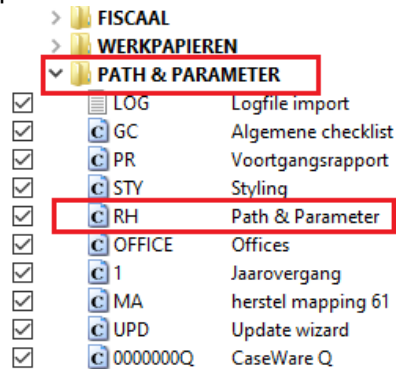 FISCAAL
WERKPAPIEREN
PATH & PARAMETER
LOG Logfile import
GC Algemene checklist
PR Voortgangsrapport
STY Styling
RH Path & Parameter
OFFICE Offices
1 Jaarovergang
MA herstel mapping 61
UPD Update wizard
0000000Q CaseWare Q